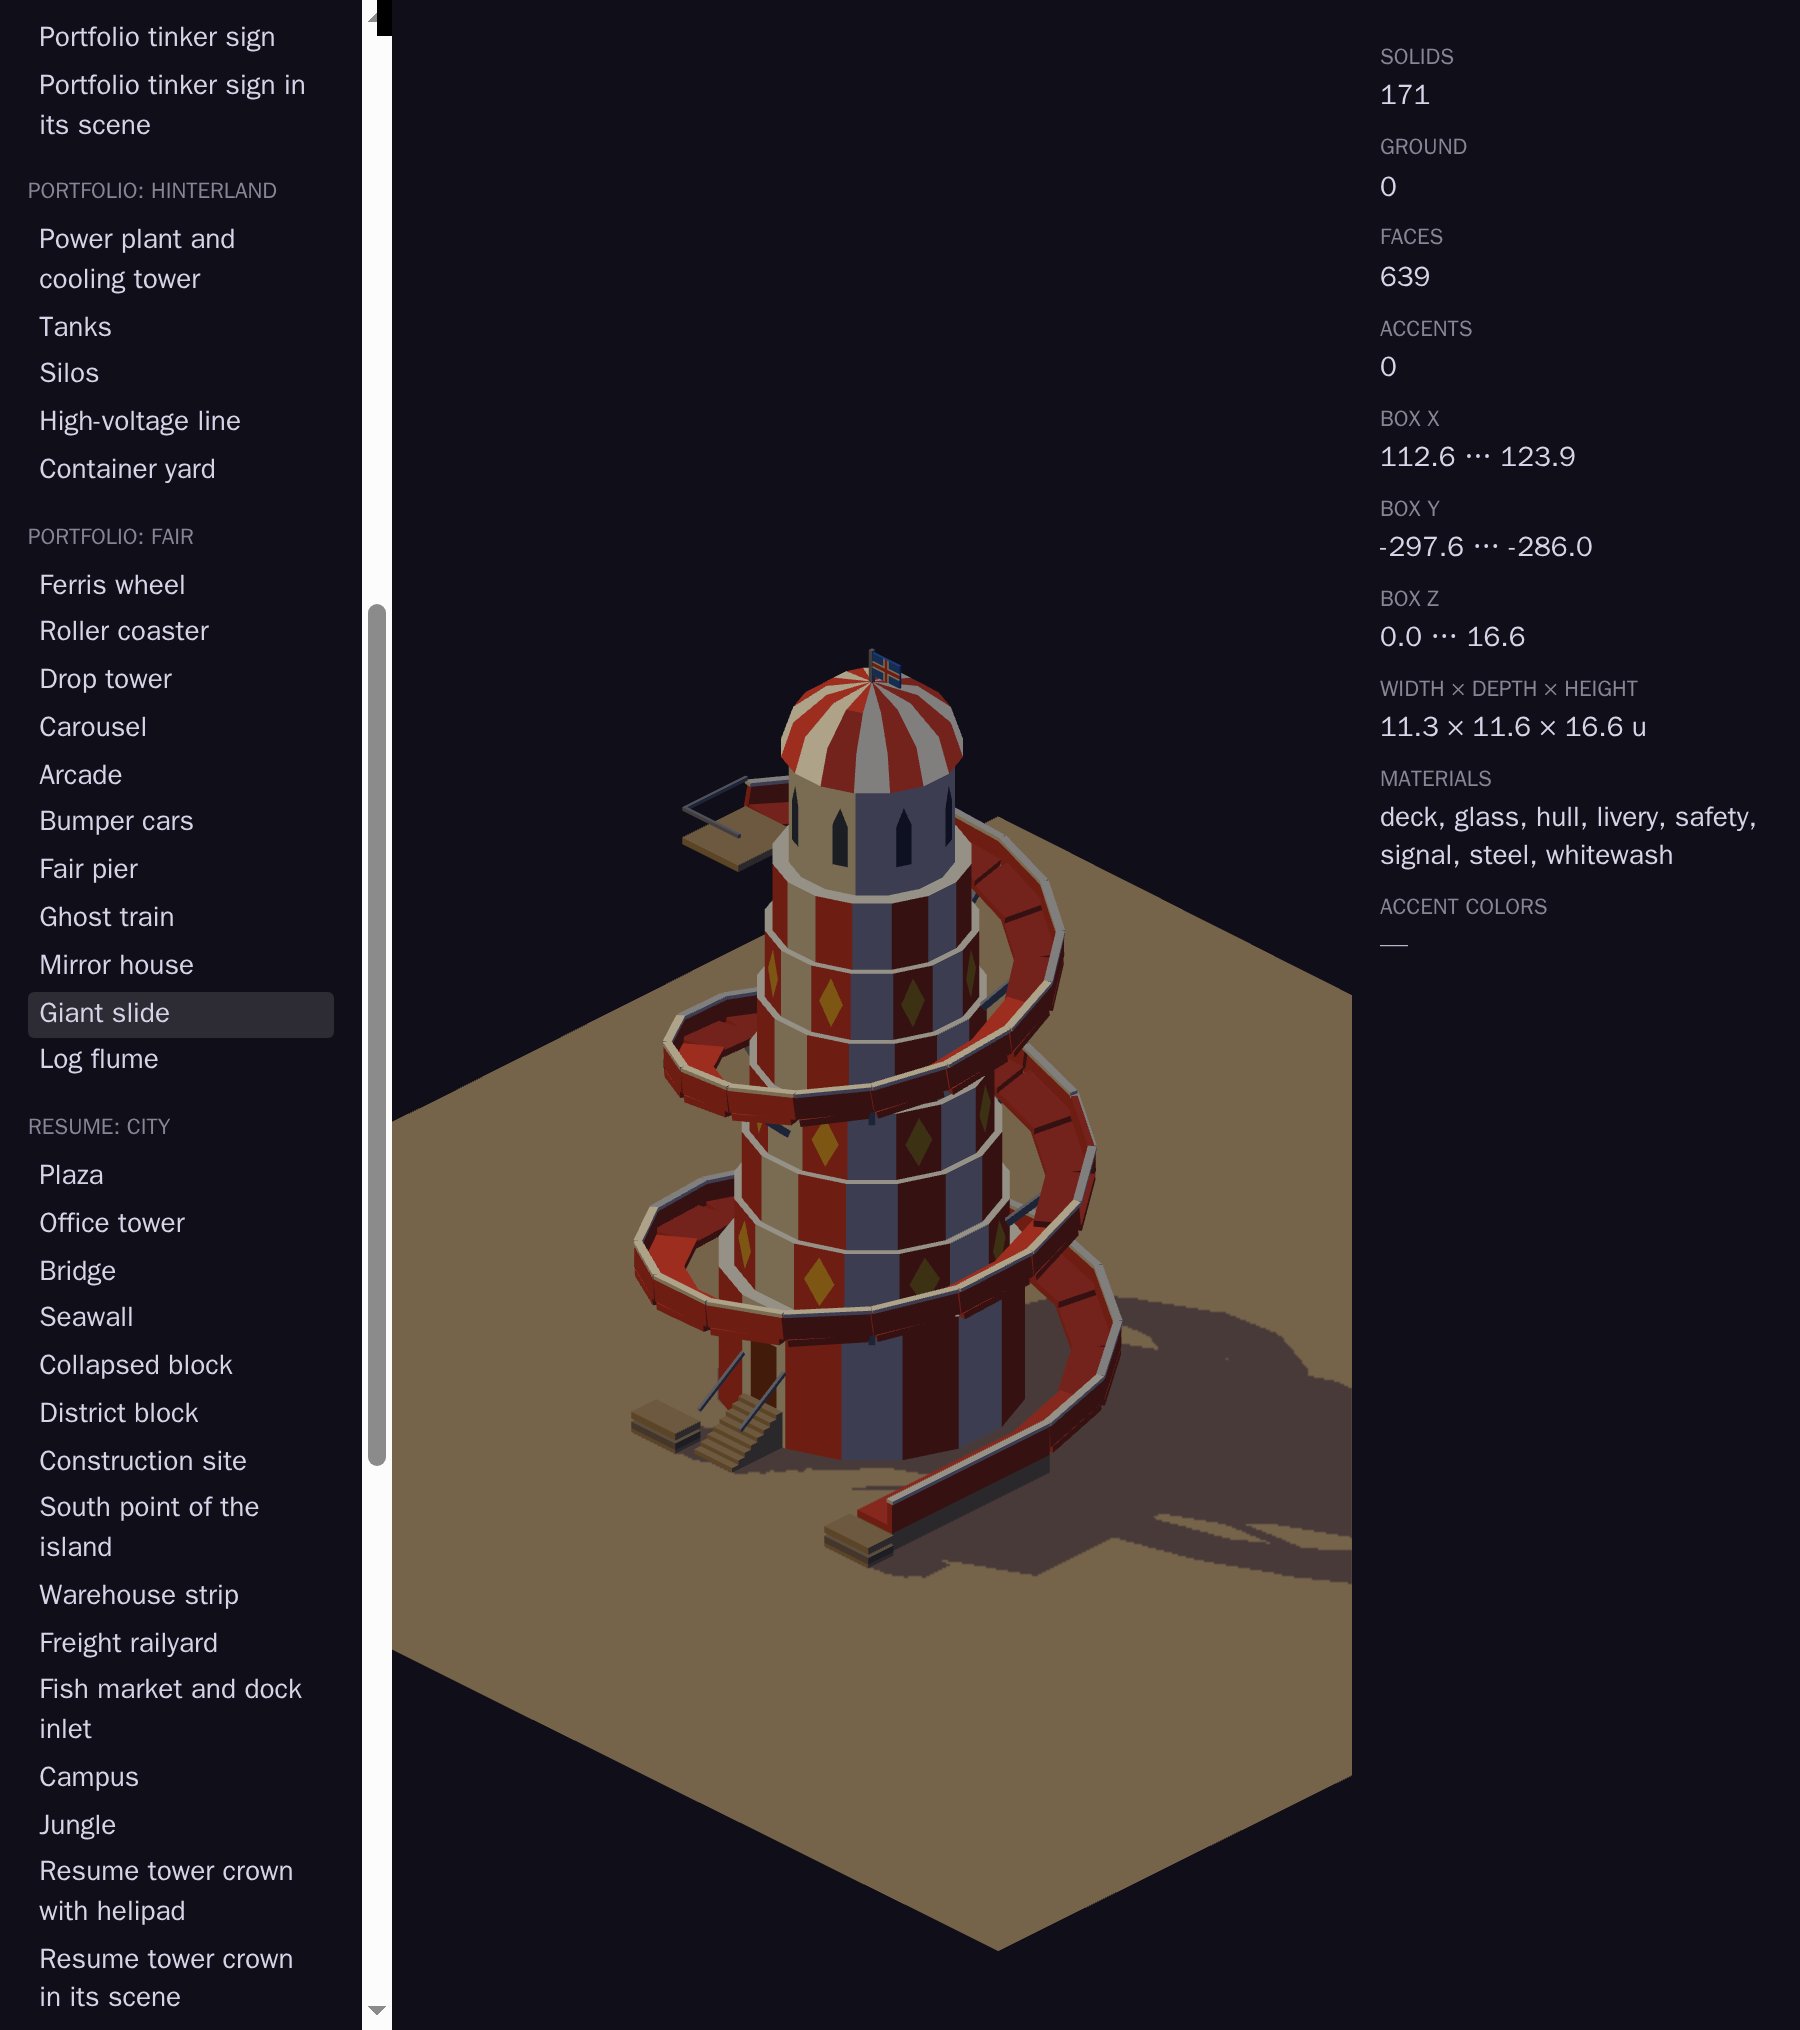 Portfolio tinker sign
Portfolio tinker sign in
its scene
PORTFOLIO: HINTERLAND
Power plant and
cooling tower
Tanks
Silos
High-voltage line
Container yard
PORTFOLIO: FAIR
Ferris wheel
Roller coaster
Drop tower
Carousel
Arcade
Bumper cars
Fair pier
Ghost train
Mirror house
Giant slide
Log flume
RESUME: CITY
Plaza
Office tower
Bridge
Seawall
Collapsed block
District block
Construction site
South point of the
island
Warehouse strip
Freight railyard
Fish market and dock
inlet
Campus
Jungle
Resume tower crown
with helipad
Resume tower crown
in its scene
SOLIDS
171
GROUND
0
FACES
639
ACCENTS
0
BOX X
112.6 ··· 123.9
BOX Y
-297.6 ··· -286.0
BOX Z
0.0 ··· 16.6
WIDTH × DEPTH × HEIGHT
11.3 × 11.6 × 16.6 u
MATERIALS
deck, glass, hull, livery, safety,
signal, steel, whitewash
ACCENT COLORS
—